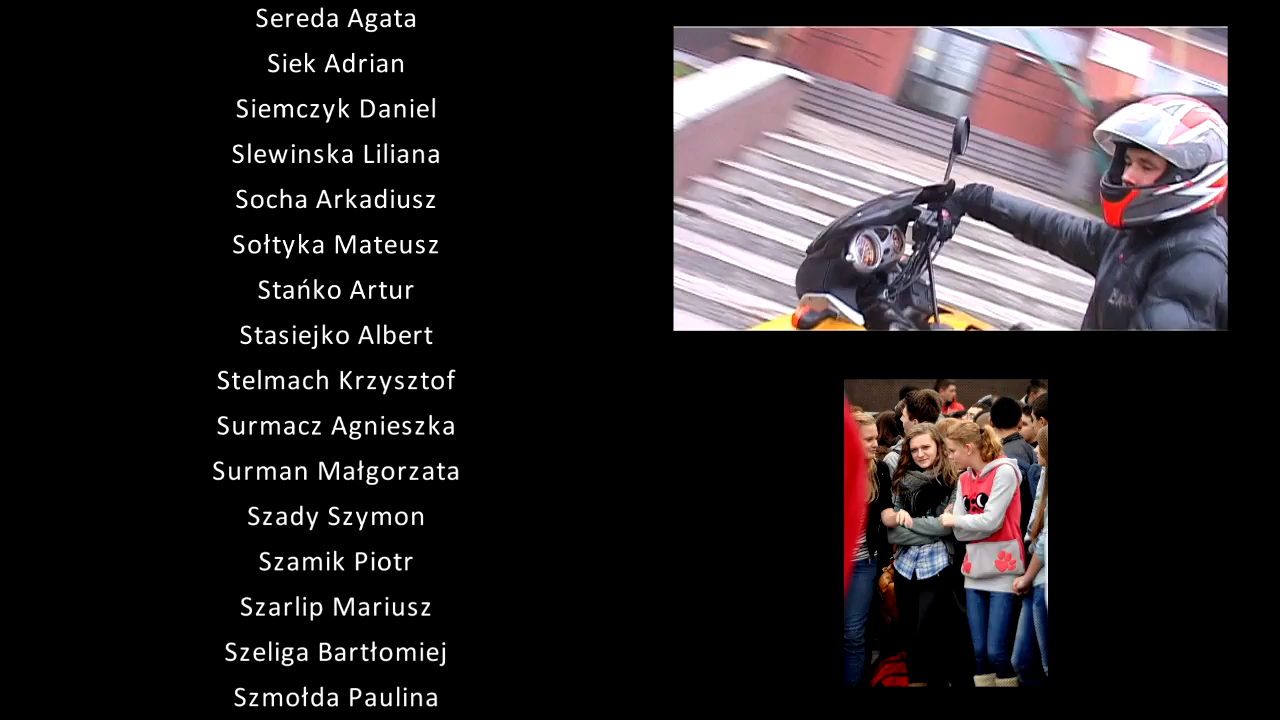 Sereda Agata
Siek Adrian
Siemczyk Daniel
Slewinska Liliana
Socha Arkadiusz
Sołtyka Mateusz
Stańko Artur
Stasiejko Albert
Stelmach Krzysztof
Surmacz Agnieszka
Surman Małgorzata
Szady Szymon
Szamik Piotr
Szarlip Mariusz
Szeliga Bartłomiej
Szmołda Paulina